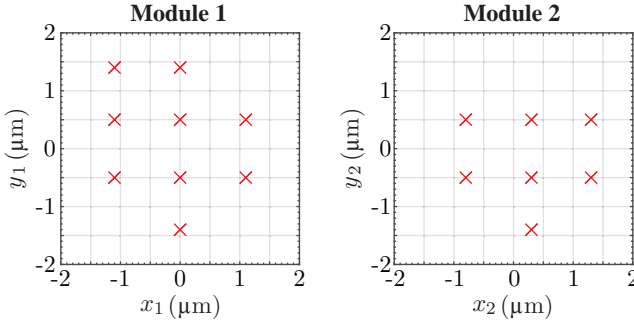 Module 1
2
1
0
-1
-2
y₁ (µm)
-2 -1 0 1 2
x₁ (µm)
Module 2
2
1
0
-1
-2
y₂ (µm)
-2 -1 0 1 2
x₂ (µm)